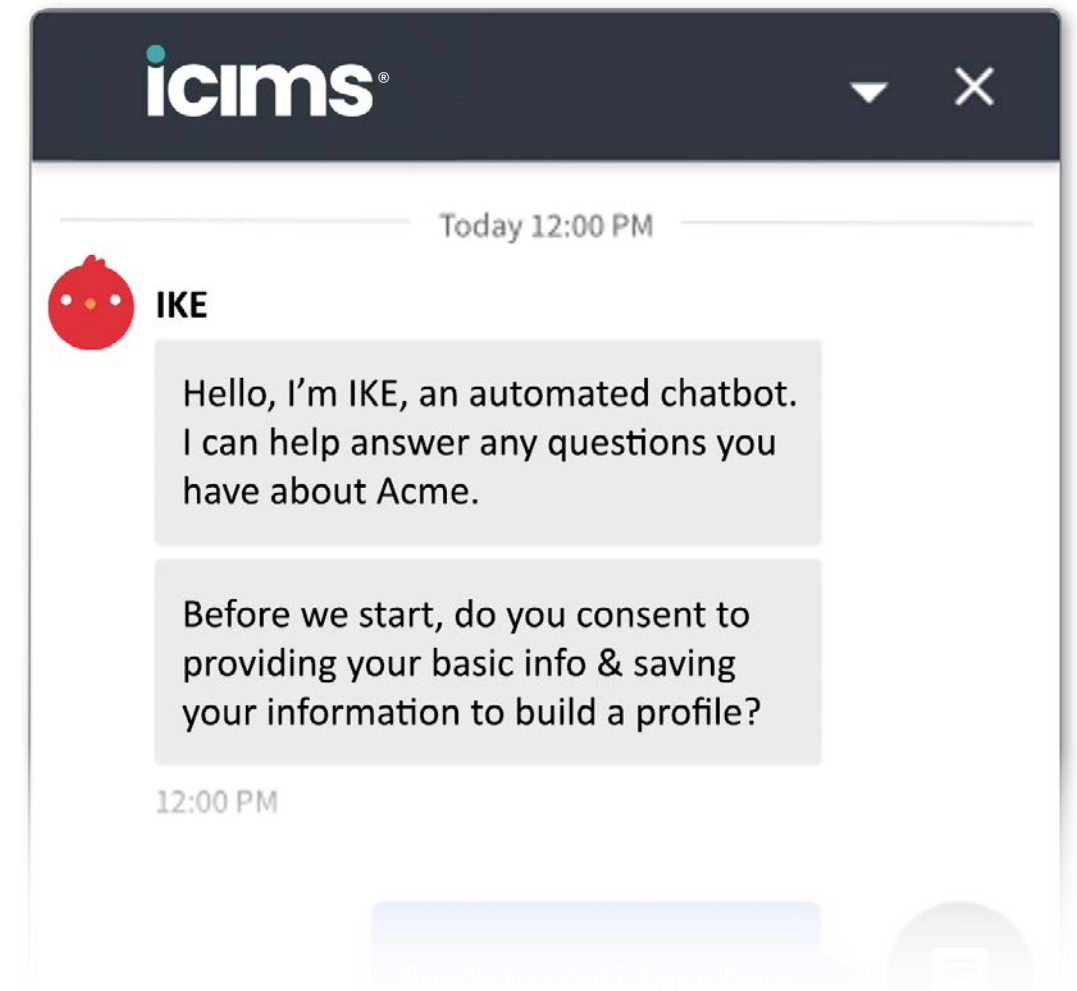 icims®
Today 12:00 PM
IKE
Hello, I’m IKE, an automated chatbot.
I can help answer any questions you
have about Acme.
Before we start, do you consent to
providing your basic info & saving
your information to build a profile?
12:00 PM